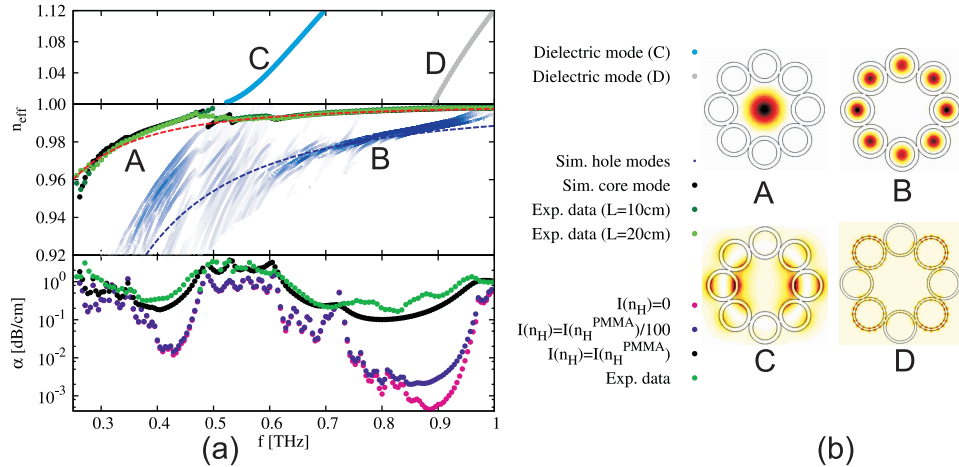 1.12
1.08
1.04
1.00
0.98
0.96
0.94
0.92
n_eff
C
D
A
B
10^0
10^-1
10^-2
10^-3
α [dB/cm]
0.3
0.4
0.5
0.6
0.7
0.8
0.9
1
f [THz]
(a)
Dielectric mode (C)
Dielectric mode (D)
Sim. hole modes
Sim. core mode
Exp. data (L=10cm)
Exp. data (L=20cm)
I(n_H)=0
I(n_H)=I(n_H^PMMA)/100
I(n_H)=I(n_H^PMMA)
Exp. data
A
B
C
D
(b)